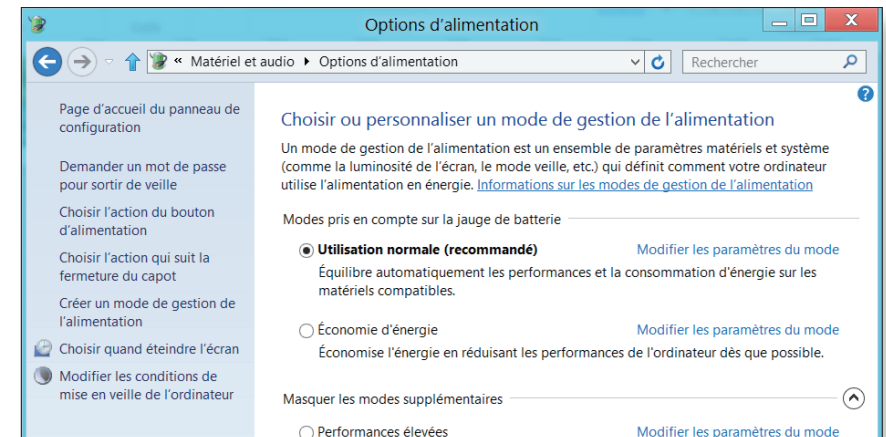 Options d'alimentation
« Matériel et audio ▸ Options d'alimentation
Rechercher
Page d'accueil du panneau de
configuration
Demander un mot de passe
pour sortir de veille
Choisir l'action du bouton
d'alimentation
Choisir l'action qui suit la
fermeture du capot
Créer un mode de gestion de
l'alimentation
Choisir quand éteindre l'écran
Modifier les conditions de
mise en veille de l'ordinateur
Choisir ou personnaliser un mode de gestion de l'alimentation
Un mode de gestion de l'alimentation est un ensemble de paramètres matériels et système
(comme la luminosité de l'écran, le mode veille, etc.) qui définit comment votre ordinateur
utilise l'alimentation en énergie. Informations sur les modes de gestion de l'alimentation
Modes pris en compte sur la jauge de batterie
Utilisation normale (recommandé) Modifier les paramètres du mode
Équilibre automatiquement les performances et la consommation d'énergie sur les
matériels compatibles.
Économie d'énergie Modifier les paramètres du mode
Économise l'énergie en réduisant les performances de l'ordinateur dès que possible.
Masquer les modes supplémentaires
Performances élevées Modifier les paramètres du mode